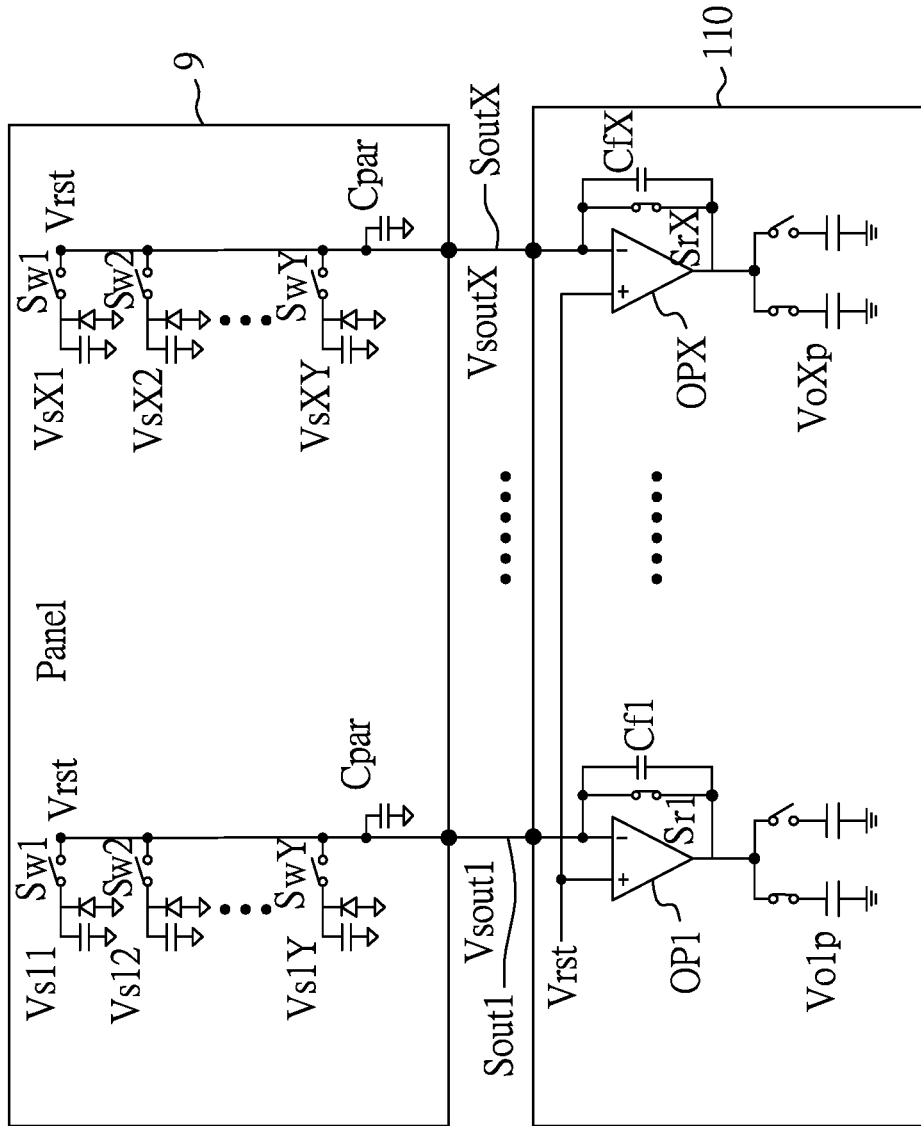 9
Panel
Vrst
Vrst
Sw1
Sw1
Vs11
VsX1
Sw2
Sw2
Vs12
VsX2
SwY
SwY
Vs1Y
VsXY
Cpar
Cpar
Sout1
Vsout1
VsoutX
SoutX
110
Vrst
Cf1
CfX
Sr1
SrX
+
−
+
−
OP1
OPX
Vo1p
VoXp